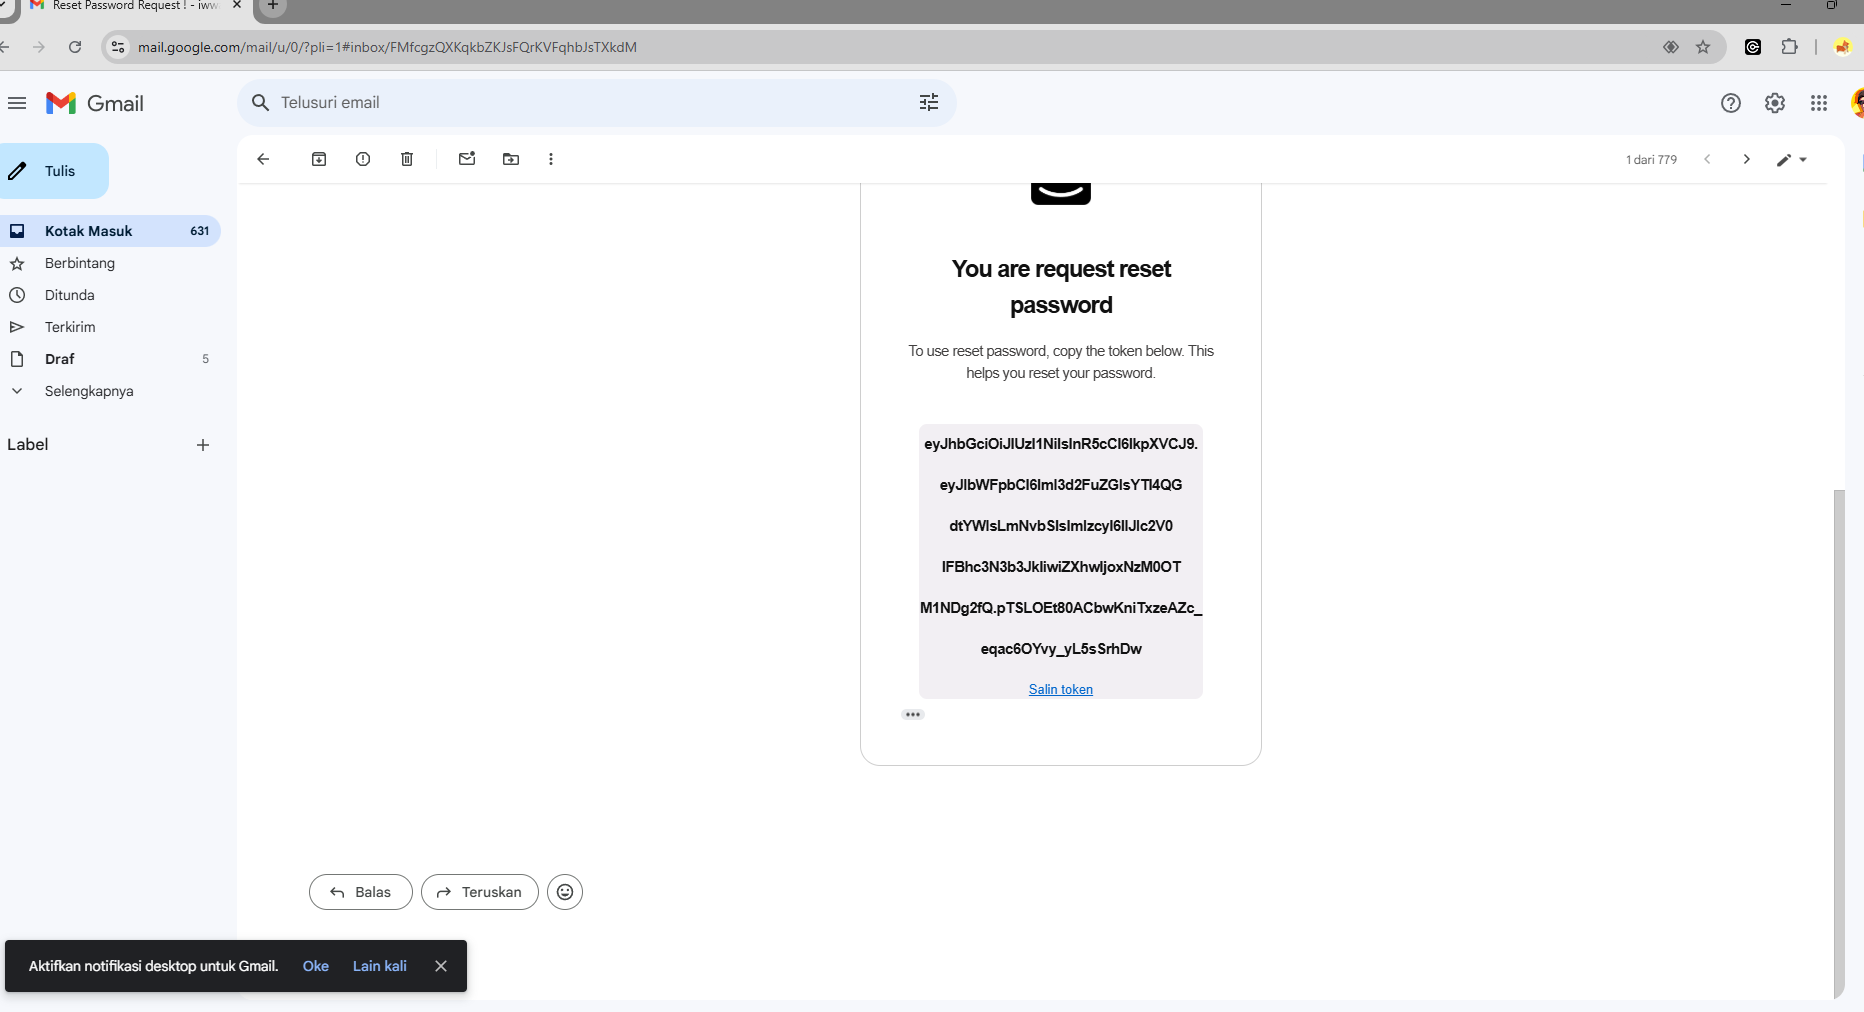 Reset Password Request ! - iww
mail.google.com/mail/u/0/?pli=1#inbox/FMfcgzQXKqkbZKJsFQrKVFqhbJsTXkdM
Gmail
Telusuri email
Tulis
1 dari 779
Kotak Masuk 631
Berbintang
Ditunda
Terkirim
Draf 5
Selengkapnya
Label
You are request reset
password
To use reset password, copy the token below. This
helps you reset your password.
eyJhbGciOiJIUzI1NiIsInR5cCI6IkpXVCJ9.
eyJlbWFpbCI6Iml3d2FuZGlsYTI4QG
dtYWlsLmNvbSIsImlzcyI6IlJlc2V0
IFBhc3N3b3JkIiwiZXhwIjoxNzM0OT
M1NDg2fQ.pTSLOEt80ACbwKniTxzeAZc_
eqac6OYvy_yL5sSrhDw
Salin token
Balas
Teruskan
Aktifkan notifikasi desktop untuk Gmail. Oke Lain kali